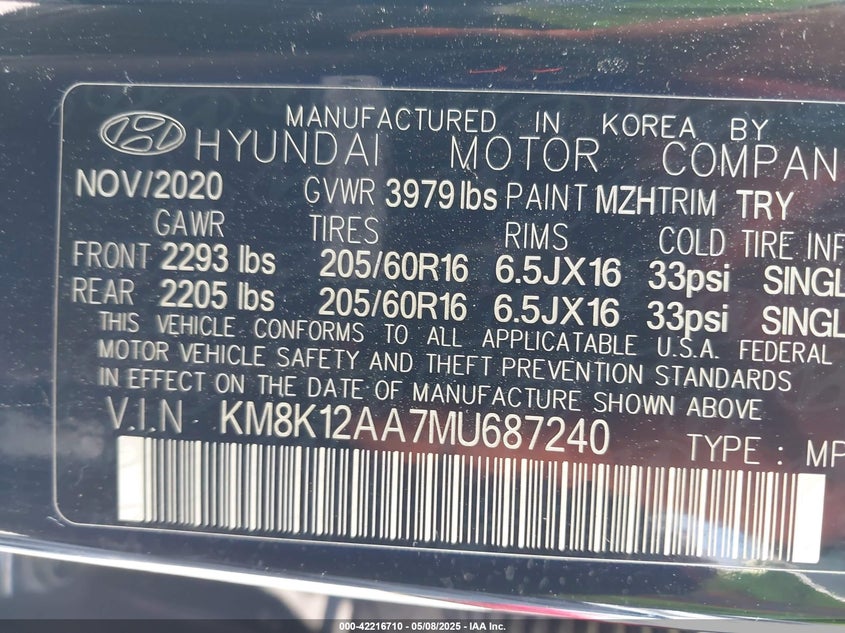 MANUFACTURED IN KOREA BY
HYUNDAI MOTOR COMPAN
NOV/2020 GVWR 3979lbs PAINT MZH TRIM TRY
GAWR TIRES RIMS COLD TIRE INF
FRONT 2293 lbs 205/60R16 6.5JX16 33psi SINGL
REAR 2205 lbs 205/60R16 6.5JX16 33psi SINGL
THIS VEHICLE CONFORMS TO ALL APPLICATABLE U.S.A. FEDERAL
MOTOR VEHICLE SAFETY AND THEFT PREVENTION STANDARDS
IN EFFECT ON THE DATE OF MANUFACTURE SHOWN ABOVE
V.I.N KM8K12AA7MU687240 TYPE : MP
000-42216710 - 05/08/2025 - IAA Inc.